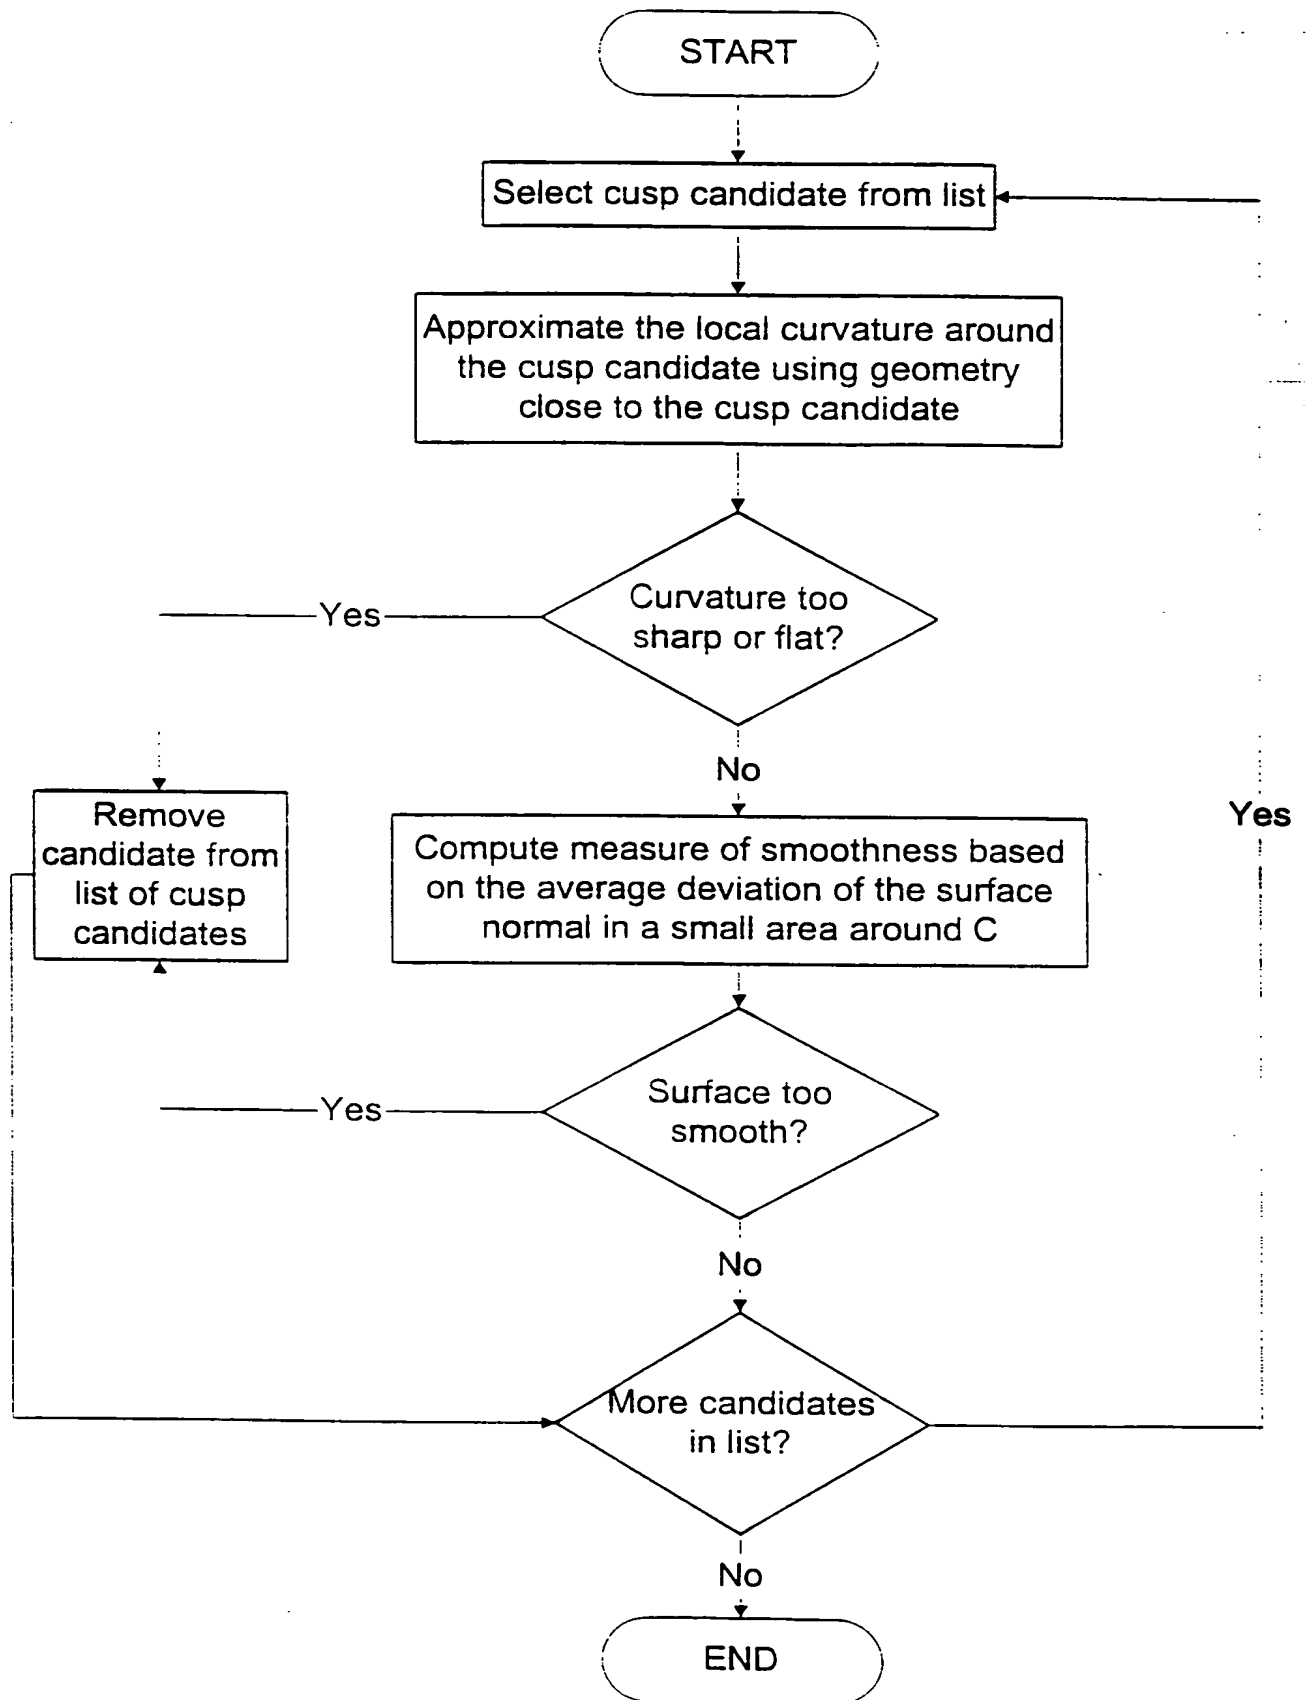 START
Select cusp candidate from list
Approximate the local curvature around
the cusp candidate using geometry
close to the cusp candidate
Curvature too
sharp or flat?
Yes
No
Remove
candidate from
list of cusp
candidates
Compute measure of smoothness based
on the average deviation of the surface
normal in a small area around C
Yes
Surface too
smooth?
Yes
No
More candidates
in list?
No
END